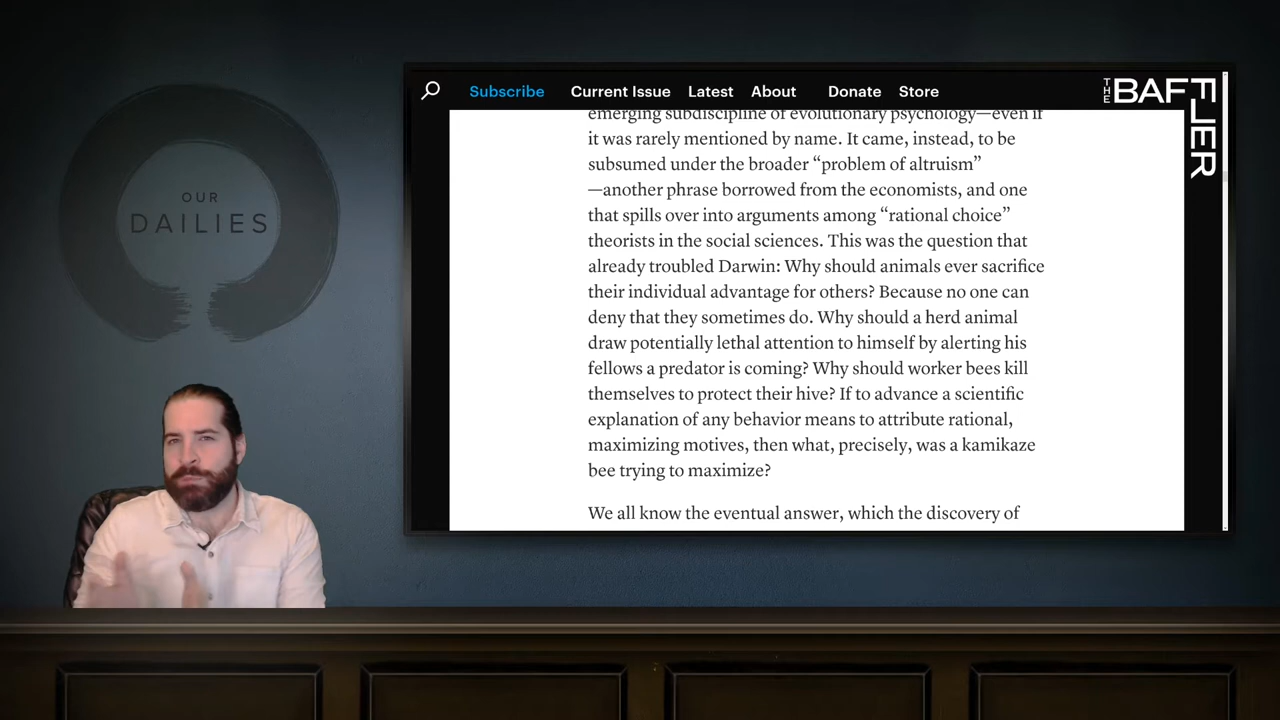 OUR
DAILIES
Subscribe
Current Issue
Latest
About
Donate
Store
THE BAFFLER
emerging subdiscipline of evolutionary psychology—even if
it was rarely mentioned by name. It came, instead, to be
subsumed under the broader “problem of altruism”
—another phrase borrowed from the economists, and one
that spills over into arguments among “rational choice”
theorists in the social sciences. This was the question that
already troubled Darwin: Why should animals ever sacrifice
their individual advantage for others? Because no one can
deny that they sometimes do. Why should a herd animal
draw potentially lethal attention to himself by alerting his
fellows a predator is coming? Why should worker bees kill
themselves to protect their hive? If to advance a scientific
explanation of any behavior means to attribute rational,
maximizing motives, then what, precisely, was a kamikaze
bee trying to maximize?
We all know the eventual answer, which the discovery of